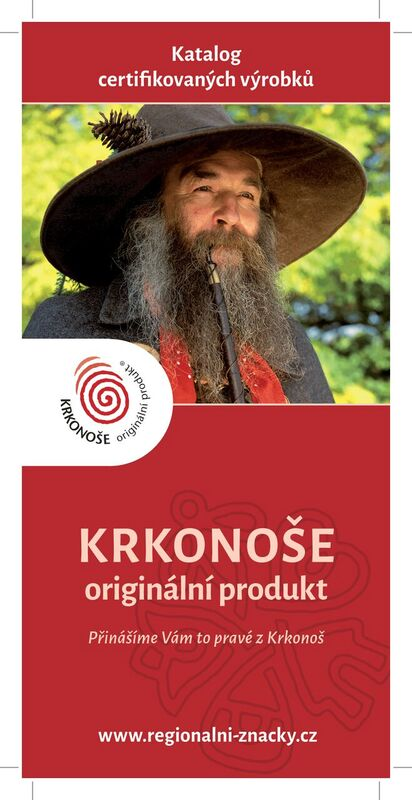 Katalog
certifikovaných výrobků
KRKONOŠE originální produkt®
KRKONOŠE
originální produkt
Přinášíme Vám to pravé z Krkonoš
www.regionalni-znacky.cz